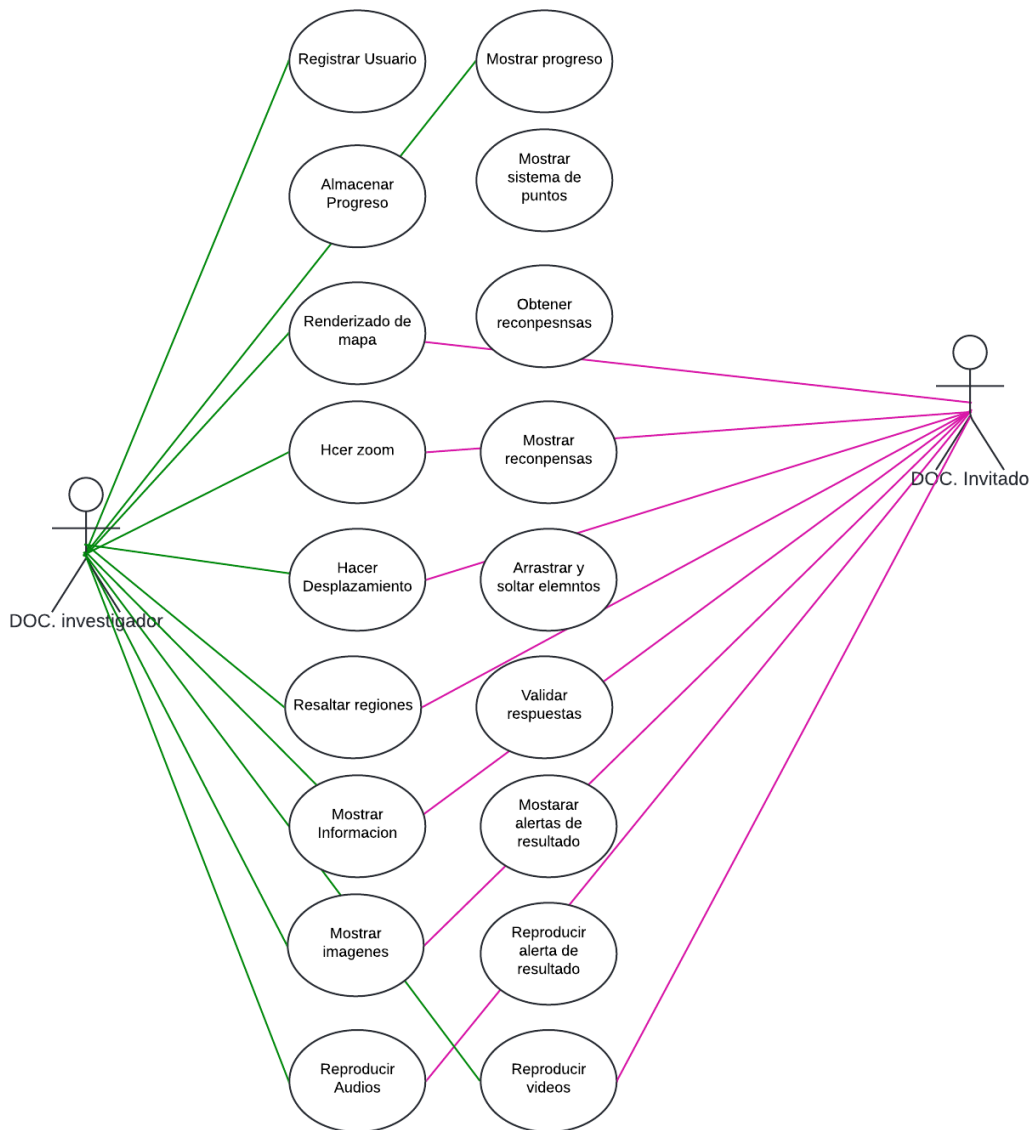 Registrar Usuario
Mostrar progreso
Almacenar
Progreso
Mostrar
sistema de
puntos
Renderizado de
mapa
Obtener
reconpesnsas
Hcer zoom
Mostrar
reconpensas
DOC. Invitado
Hacer
Desplazamiento
Arrastrar y
soltar elemntos
DOC. investigador
Resaltar regiones
Validar
respuestas
Mostrar
Informacion
Mostarar
alertas de
resultado
Mostrar
imagenes
Reproducir
alerta de
resultado
Reproducir
Audios
Reproducir
videos